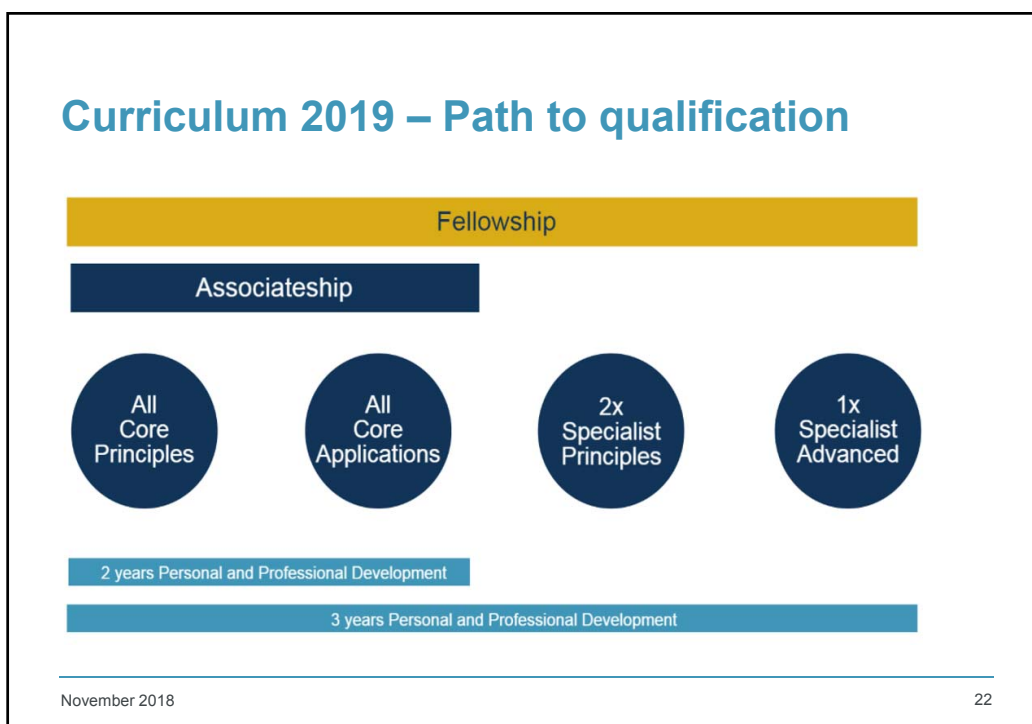 Curriculum 2019 – Path to qualification
Fellowship
Associateship
All
Core
Principles
All
Core
Applications
2x
Specialist
Principles
1x
Specialist
Advanced
2 years Personal and Professional Development
3 years Personal and Professional Development
November 2018
22